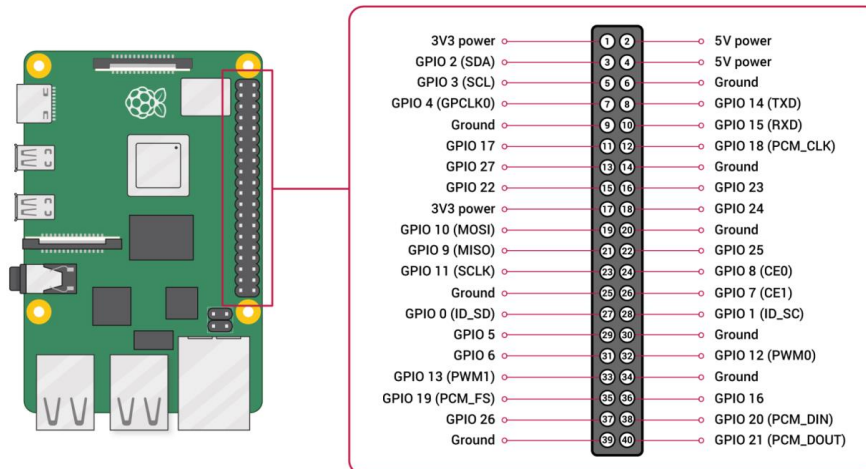 3V3 power 1 2 5V power
GPIO 2 (SDA) 3 4 5V power
GPIO 3 (SCL) 5 6 Ground
GPIO 4 (GPCLK0) 7 8 GPIO 14 (TXD)
Ground 9 10 GPIO 15 (RXD)
GPIO 17 11 12 GPIO 18 (PCM_CLK)
GPIO 27 13 14 Ground
GPIO 22 15 16 GPIO 23
3V3 power 17 18 GPIO 24
GPIO 10 (MOSI) 19 20 Ground
GPIO 9 (MISO) 21 22 GPIO 25
GPIO 11 (SCLK) 23 24 GPIO 8 (CE0)
Ground 25 26 GPIO 7 (CE1)
GPIO 0 (ID_SD) 27 28 GPIO 1 (ID_SC)
GPIO 5 29 30 Ground
GPIO 6 31 32 GPIO 12 (PWM0)
GPIO 13 (PWM1) 33 34 Ground
GPIO 19 (PCM_FS) 35 36 GPIO 16
GPIO 26 37 38 GPIO 20 (PCM_DIN)
Ground 39 40 GPIO 21 (PCM_DOUT)